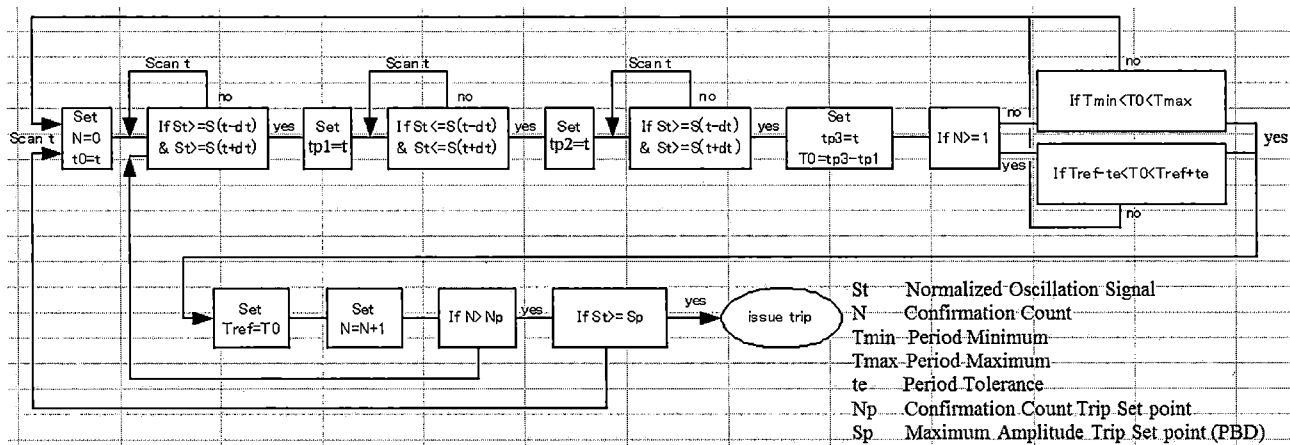 Scan t
Scan t
Scan t
no
no
no
no
Set
N=0
t0=t
Scan t
If St>=S(t-dt)
& St>=S(t+dt)
yes
Set
tp1=t
If St<=S(t-dt)
& St<=S(t+dt)
yes
Set
tp2=t
If St>=S(t-dt)
& St>=S(t+dt)
yes
Set
tp3=t
T0=tp3-tp1
If N>=1
no
yes
If Tmin<T0<Tmax
yes
If Tref-te<T0<Tref+te
no
Set
Tref=T0
Set
N=N+1
If N>Np
yes
If St>=Sp
yes
issue trip
St Normalized Oscillation Signal
N Confirmation Count
Tmin Period Minimum
Tmax Period Maximum
te Period Tolerance
Np Confirmation Count Trip Set point
Sp Maximum Amplitude Trip Set point (PBD)